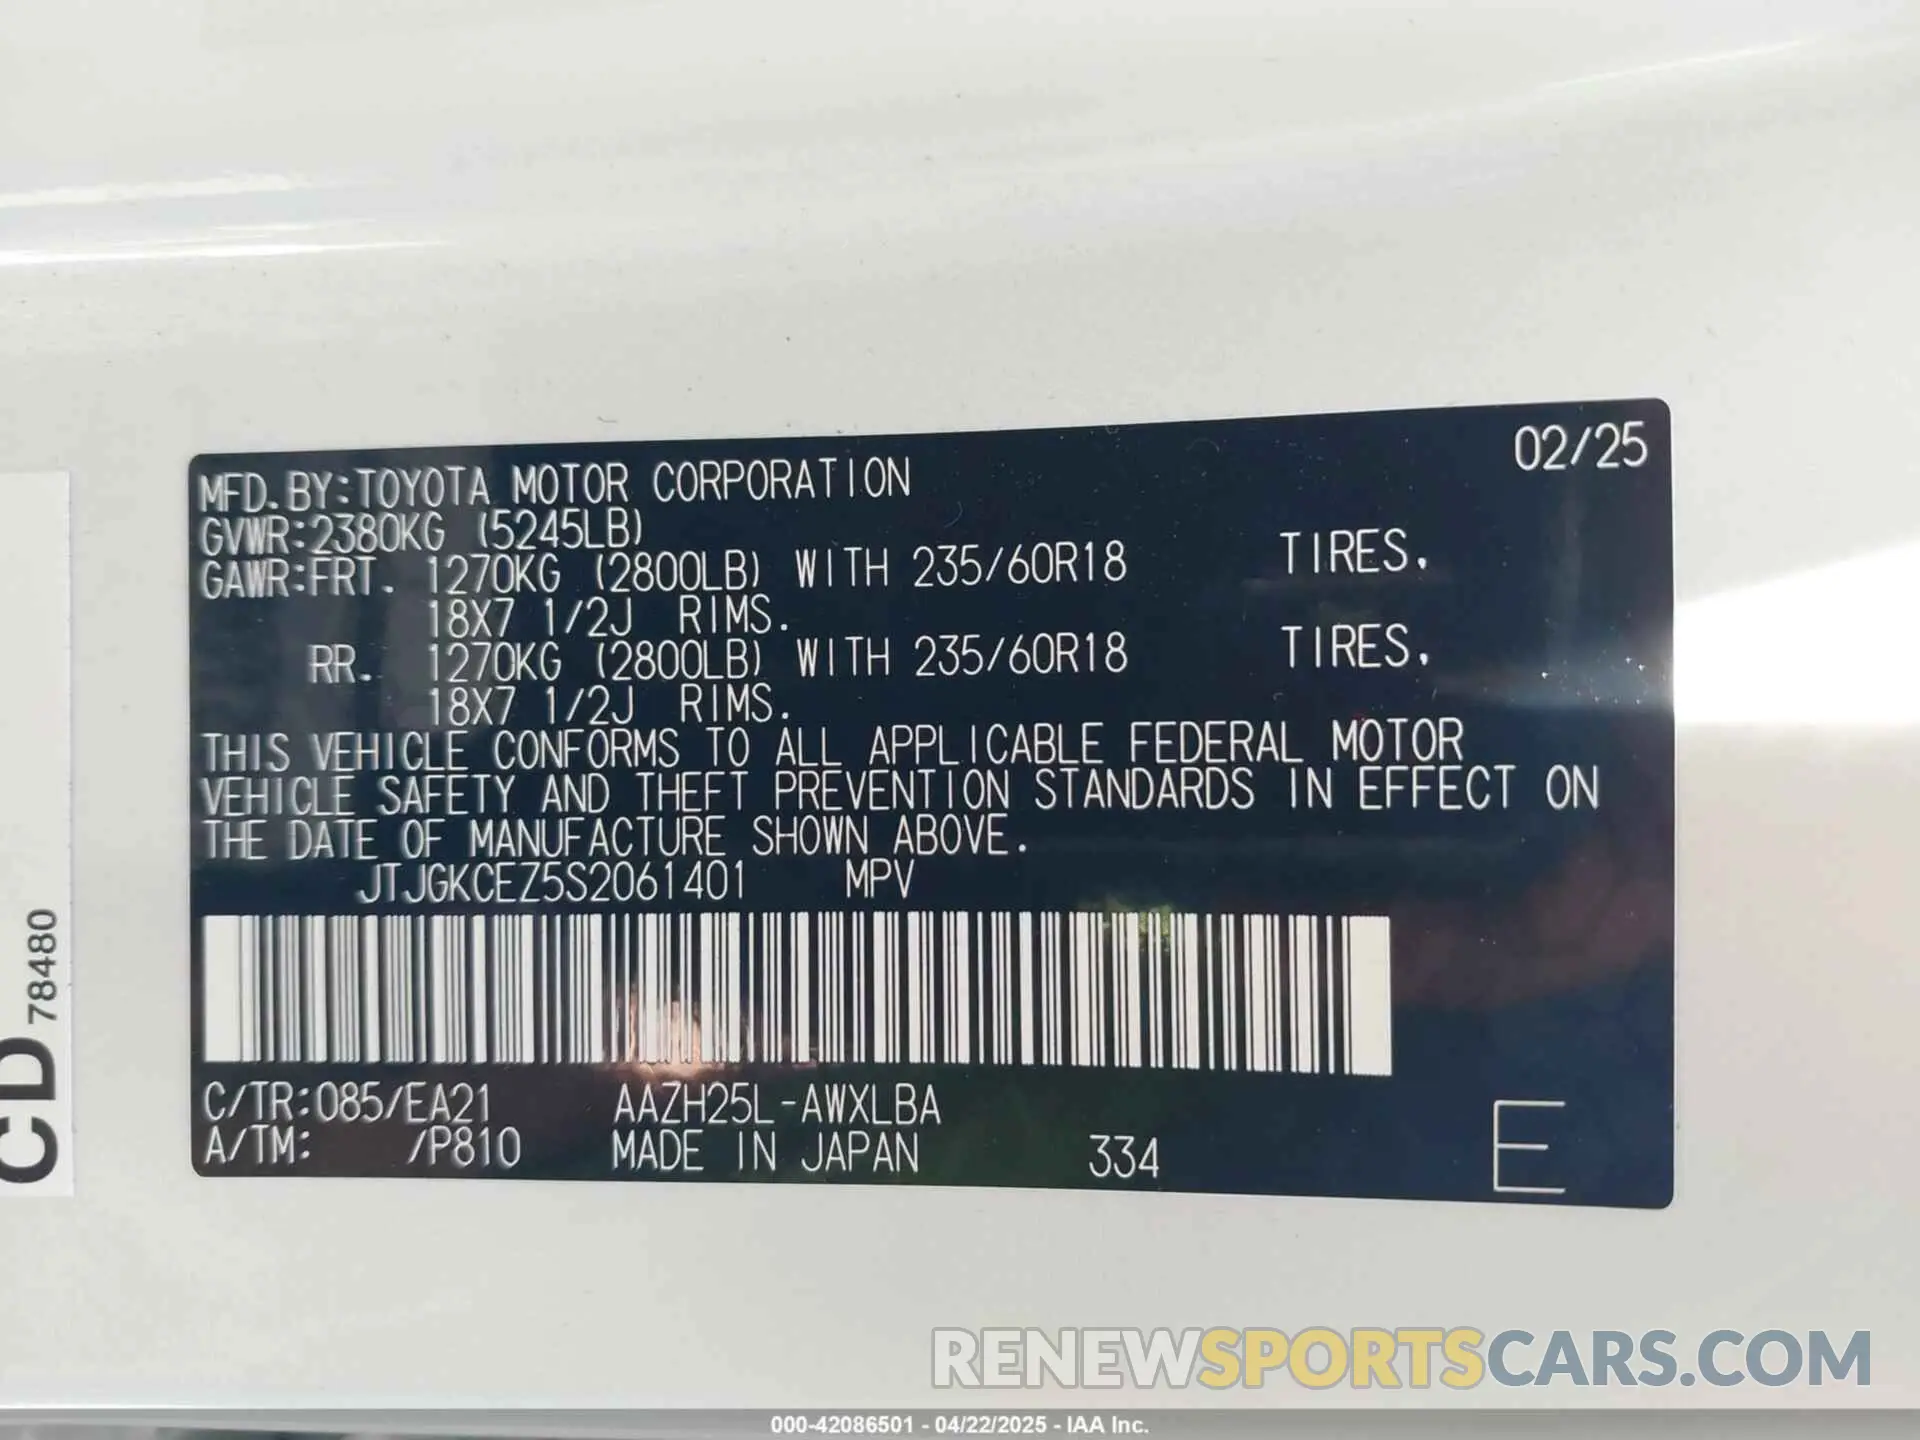 02/25
MFD.BY:TOYOTA MOTOR CORPORATION
GVWR:2380KG (5245LB)
GAWR:FRT. 1270KG (2800LB) WITH 235/60R18 TIRES,
18X7 1/2J RIMS.
RR. 1270KG (2800LB) WITH 235/60R18 TIRES,
18X7 1/2J RIMS.
THIS VEHICLE CONFORMS TO ALL APPLICABLE FEDERAL MOTOR
VEHICLE SAFETY AND THEFT PREVENTION STANDARDS IN EFFECT ON
THE DATE OF MANUFACTURE SHOWN ABOVE.
JTJGKCEZ5S2061401 MPV
C/TR:085/EA21 AAZH25L-AWXLBA
A/TM: /P810 MADE IN JAPAN 334 E
CD 78480
RENEWSPORTSCARS.COM
000-42086501 - 04/22/2025 - IAA Inc.